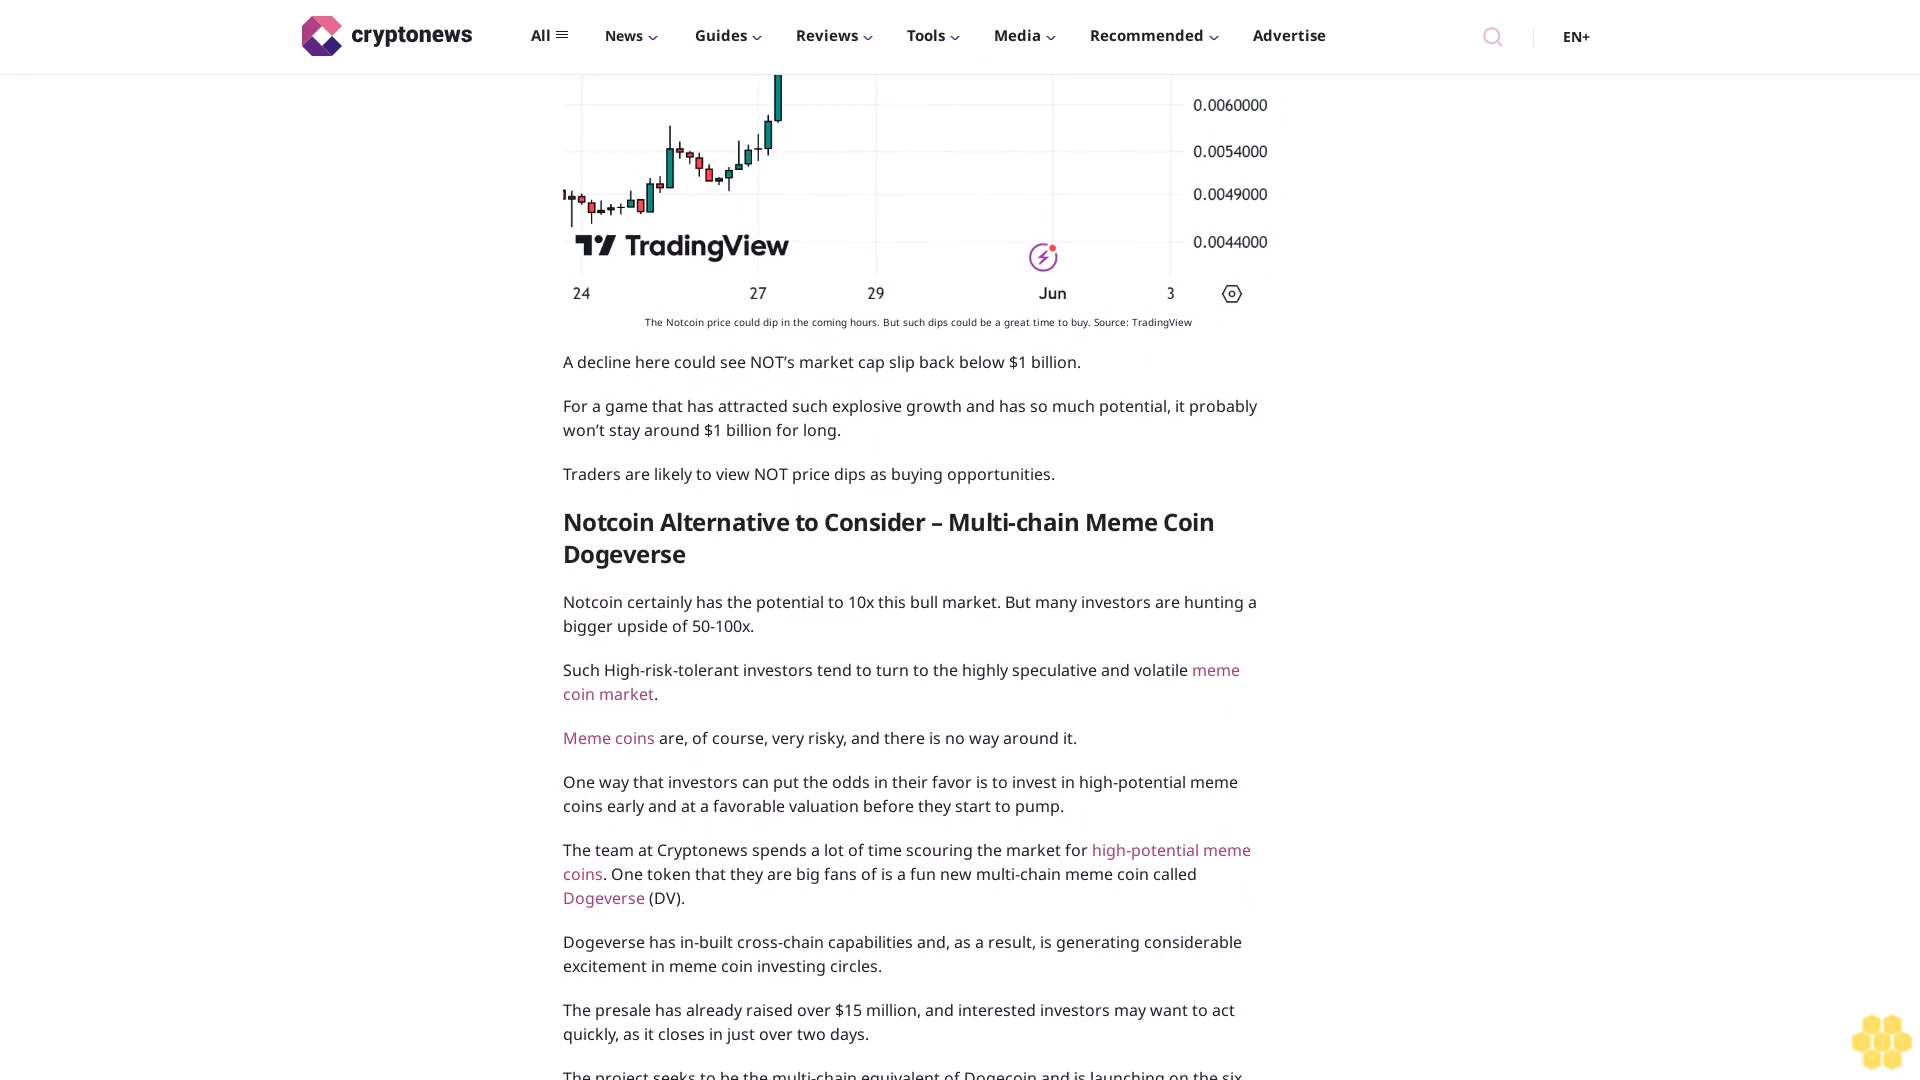 cryptonews
All
News
Guides
Reviews
Tools
Media
Recommended
Advertise
EN+
0.0060000
0.0054000
0.0049000
0.0044000
TradingView
24 27 29 Jun 3
The Notcoin price could dip in the coming hours. But such dips could be a great time to buy. Source: TradingView
A decline here could see NOT’s market cap slip back below $1 billion.
For a game that has attracted such explosive growth and has so much potential, it probably
won’t stay around $1 billion for long.
Traders are likely to view NOT price dips as buying opportunities.
Notcoin Alternative to Consider – Multi-chain Meme Coin
Dogeverse
Notcoin certainly has the potential to 10x this bull market. But many investors are hunting a
bigger upside of 50-100x.
Such High-risk-tolerant investors tend to turn to the highly speculative and volatile meme
coin market.
Meme coins are, of course, very risky, and there is no way around it.
One way that investors can put the odds in their favor is to invest in high-potential meme
coins early and at a favorable valuation before they start to pump.
The team at Cryptonews spends a lot of time scouring the market for high-potential meme
coins. One token that they are big fans of is a fun new multi-chain meme coin called
Dogeverse (DV).
Dogeverse has in-built cross-chain capabilities and, as a result, is generating considerable
excitement in meme coin investing circles.
The presale has already raised over $15 million, and interested investors may want to act
quickly, as it closes in just over two days.
The project seeks to be the multi-chain equivalent of Dogecoin and is launching on the six